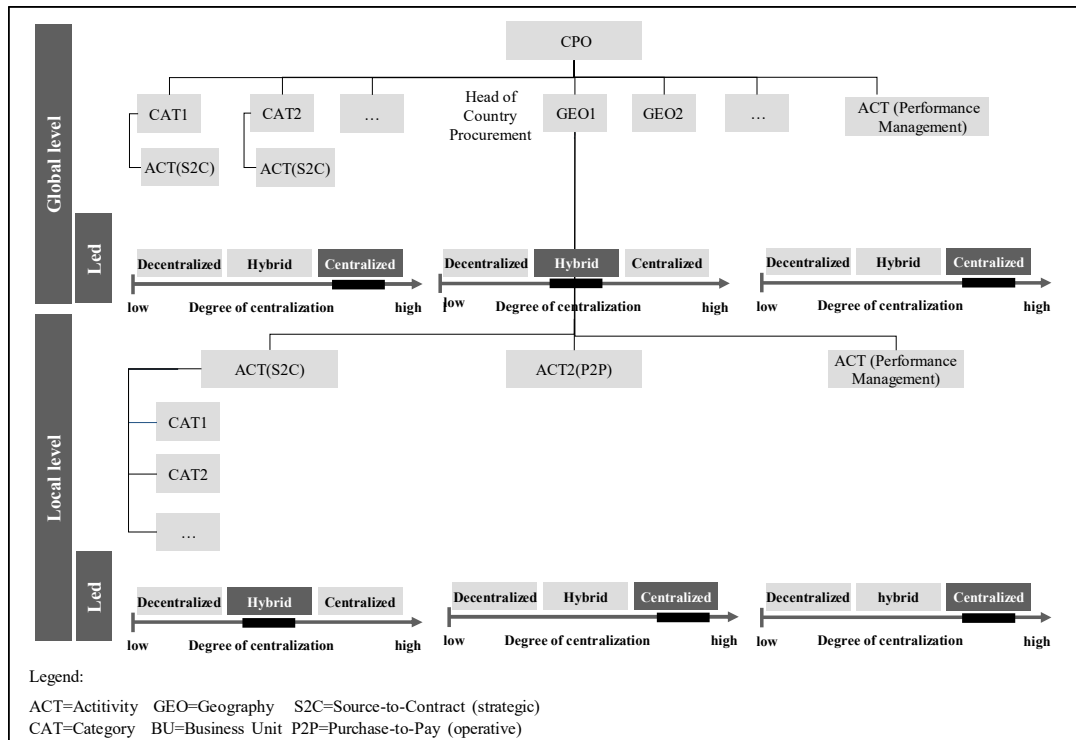 CPO
Global level
CAT1
CAT2
…
Head of
Country
Procurement
GEO1
GEO2
…
ACT (Performance
Management)
ACT(S2C)
ACT(S2C)
Led
Decentralized
Hybrid
Centralized
low
Degree of centralization
high
Decentralized
Hybrid
Centralized
low
l
Degree of centralization
high
Decentralized
Hybrid
Centralized
low
Degree of centralization
high
Local level
ACT(S2C)
ACT2(P2P)
ACT (Performance
Management)
CAT1
CAT2
…
Led
Decentralized
Hybrid
Centralized
low
Degree of centralization
high
Decentralized
Hybrid
Centralized
low
Degree of centralization
high
Decentralized
hybrid
Centralized
low
Degree of centralization
high
Legend:
ACT=Actitivity GEO=Geography S2C=Source-to-Contract (strategic)
CAT=Category BU=Business Unit P2P=Purchase-to-Pay (operative)